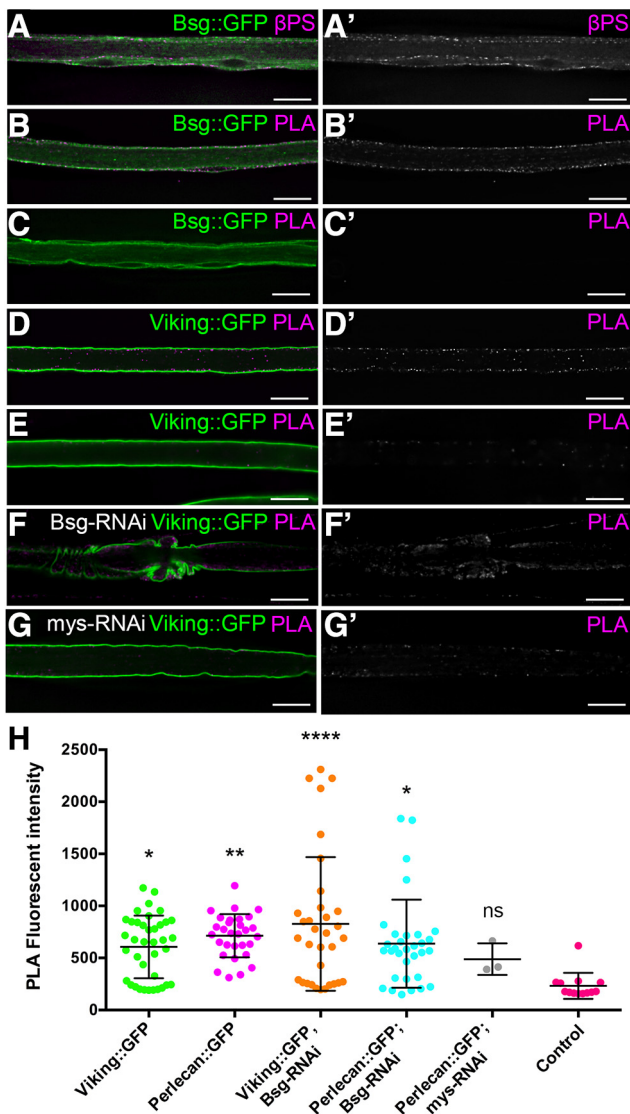 A Bsg::GFP βPS
A’ βPS
B Bsg::GFP PLA
B’ PLA
C Bsg::GFP PLA
C’ PLA
D Viking::GFP PLA
D’ PLA
E Viking::GFP PLA
E’ PLA
F Bsg-RNAi Viking::GFP PLA
F’ PLA
G mys-RNAi Viking::GFP PLA
G’ PLA
H
PLA Fluorescent intensity
2500
2000
1500
1000
500
0
*
**
****
*
ns
Viking::GFP
Perlecan::GFP
Viking::GFP,
Bsg-RNAi
Perlecan::GFP;
Bsg-RNAi
Perlecan::GFP;
mys-RNAi
Control